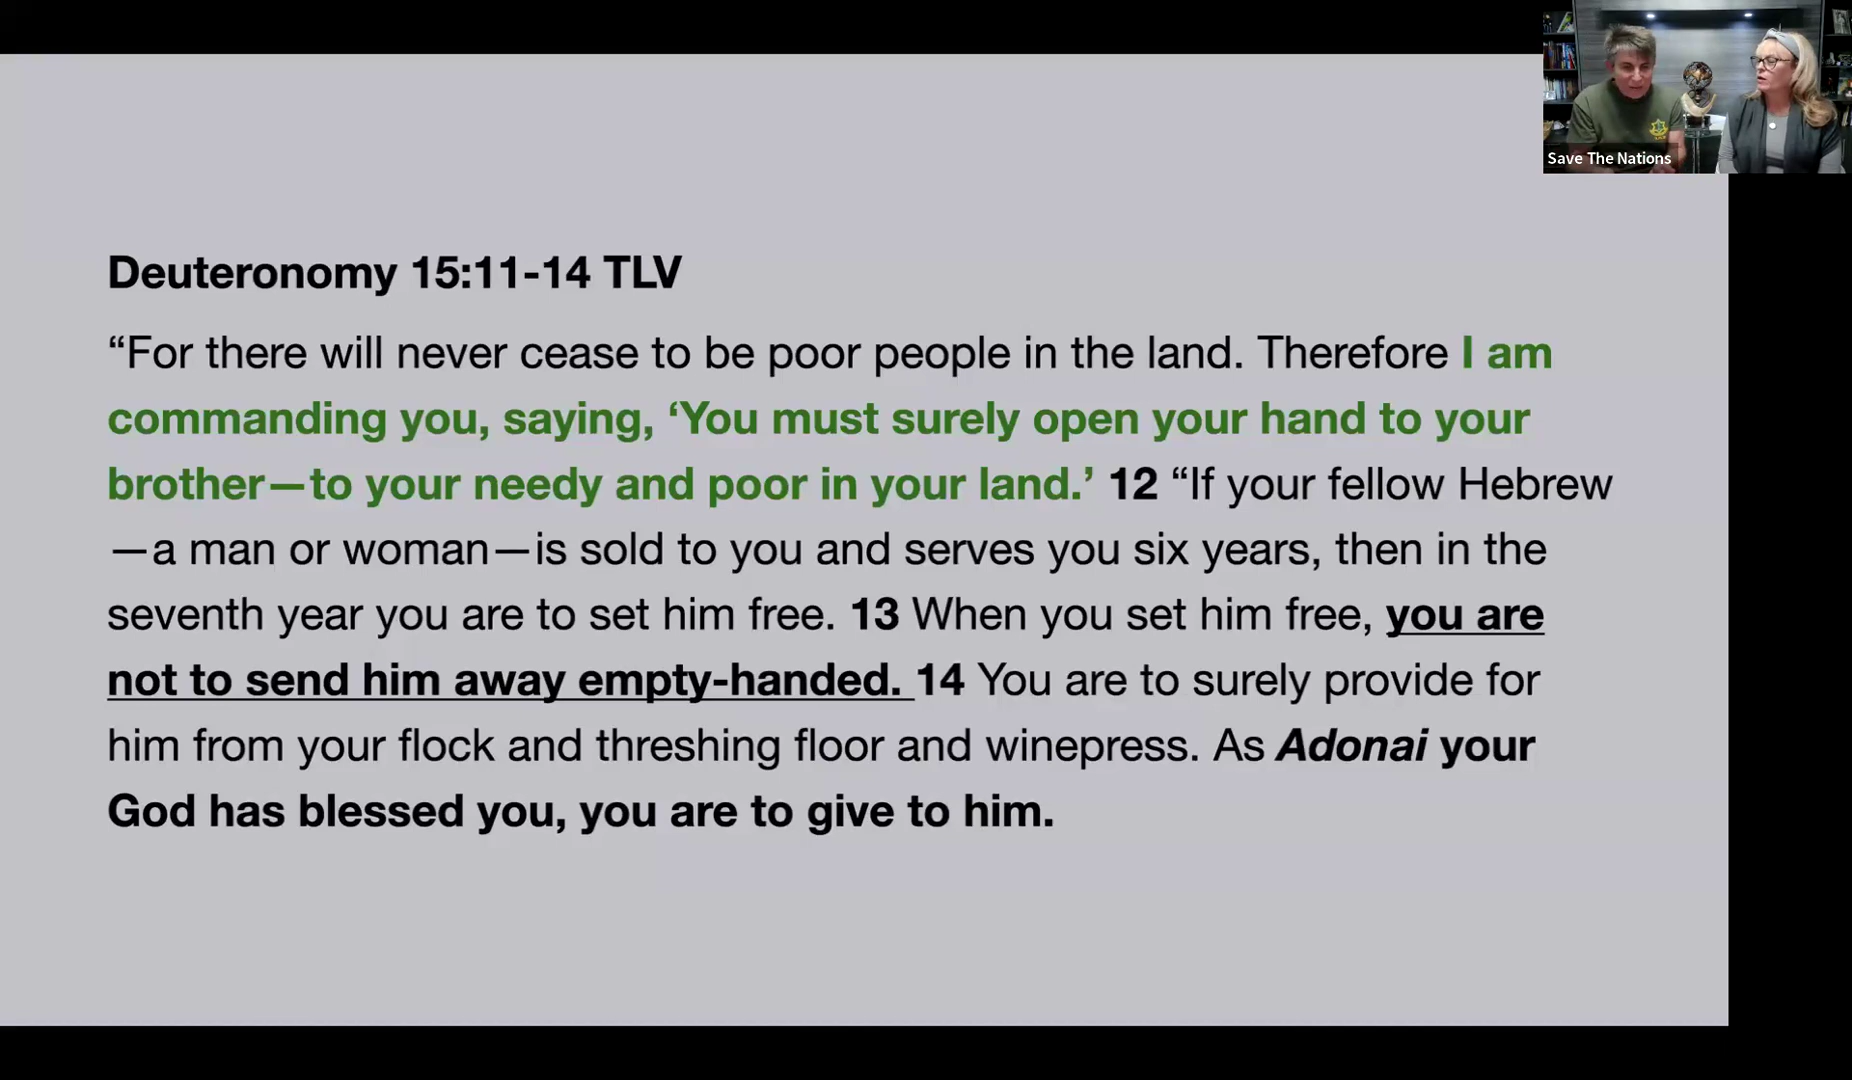 Save The Nations
Deuteronomy 15:11-14 TLV
“For there will never cease to be poor people in the land. Therefore I am
commanding you, saying, ‘You must surely open your hand to your
brother—to your needy and poor in your land.’ 12 “If your fellow Hebrew
—a man or woman—is sold to you and serves you six years, then in the
seventh year you are to set him free. 13 When you set him free, you are
not to send him away empty-handed. 14 You are to surely provide for
him from your flock and threshing floor and winepress. As Adonai your
God has blessed you, you are to give to him.